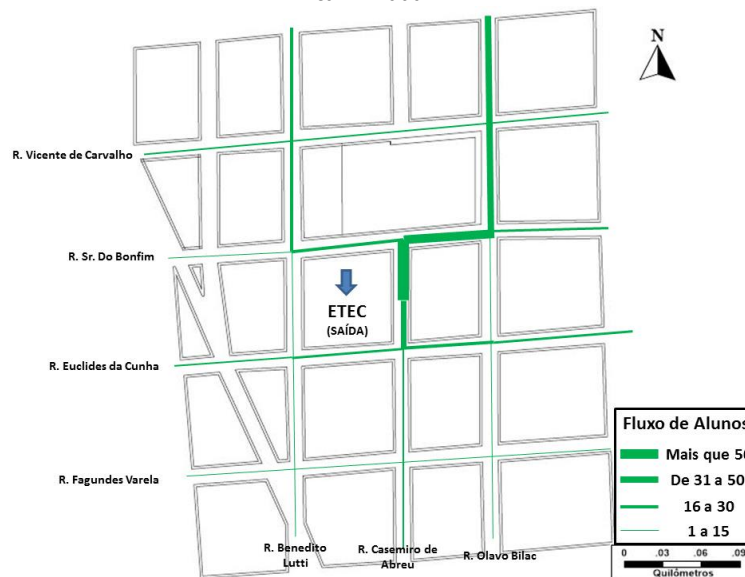 N
R. Vicente de Carvalho
R. Sr. Do Bonfim
ETEC
(SAÍDA)
R. Euclides da Cunha
R. Fagundes Varela
R. Benedito
Lutti
R. Casemiro de
Abreu
R. Olavo Bilac
Fluxo de Alunos
Mais que 50
De 31 a 50
16 a 30
1 a 15
0 .03 .06 .09
Quilômetros